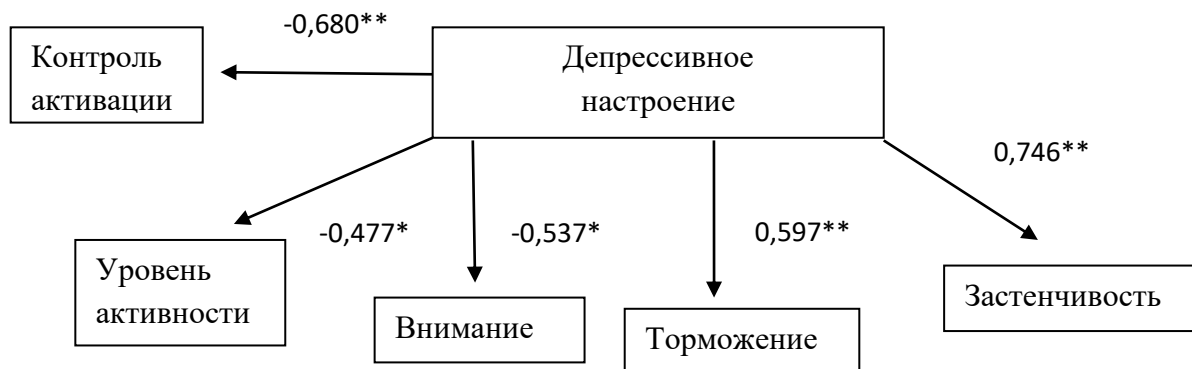 -0,680**
Контроль
активации
Депрессивное
настроение
0,746**
-0,477*
-0,537*
0,597**
Уровень
активности
Внимание
Торможение
Застенчивость